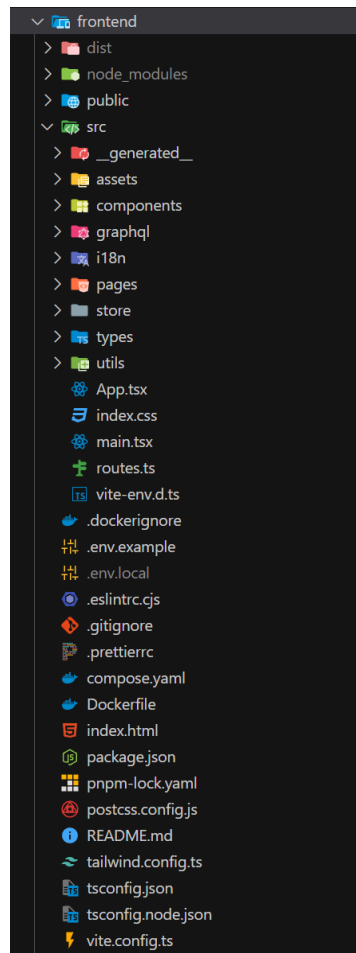 frontend
dist
node_modules
public
src
__generated__
assets
components
graphql
i18n
pages
store
types
utils
App.tsx
index.css
main.tsx
routes.ts
vite-env.d.ts
.dockerignore
.env.example
.env.local
.eslintrc.cjs
.gitignore
.prettierrc
compose.yaml
Dockerfile
index.html
package.json
pnpm-lock.yaml
postcss.config.js
README.md
tailwind.config.ts
tsconfig.json
tsconfig.node.json
vite.config.ts